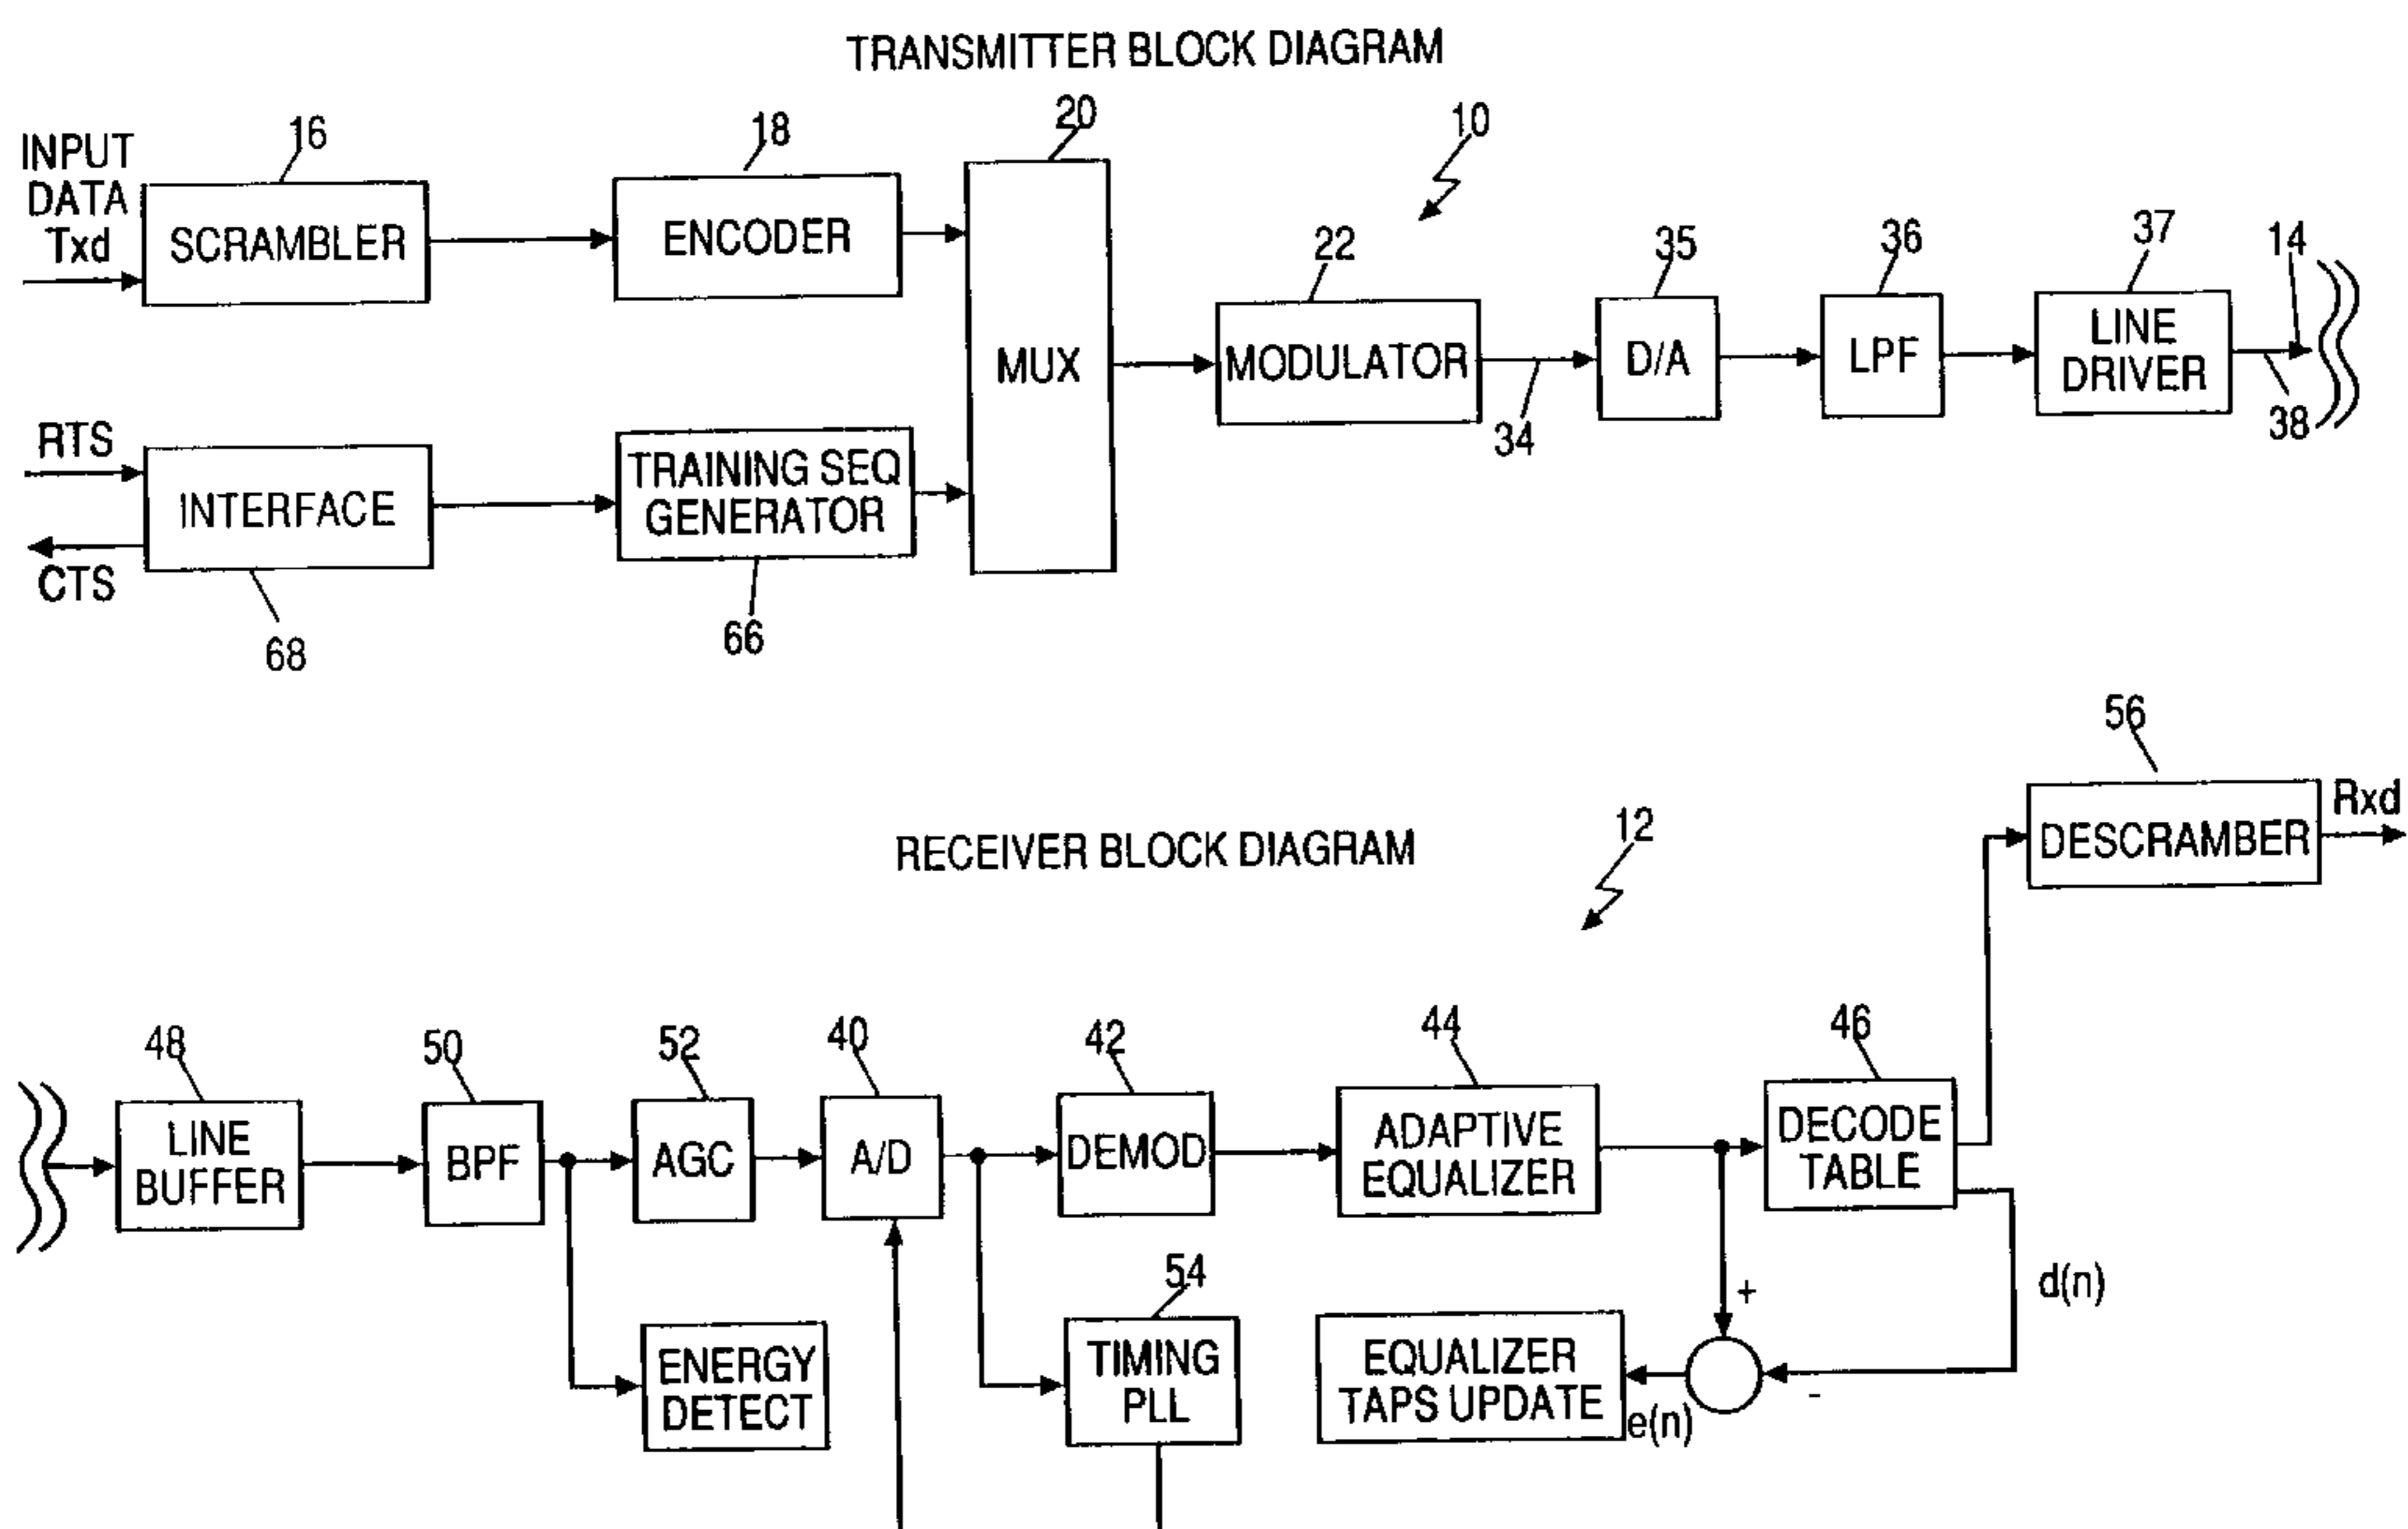 TRANSMITTER BLOCK DIAGRAM
16
18
20
10
INPUT
DATA
Txd
SCRAMBLER
ENCODER
MUX
22
MODULATOR
34
35
D/A
36
LPF
37
LINE
DRIVER
14
38
RTS
CTS
INTERFACE
68
TRAINING SEQ
GENERATOR
66
RECEIVER BLOCK DIAGRAM
12
56
DESCRAMBER
Rxd
48
LINE
BUFFER
50
BPF
52
AGC
40
A/D
42
DEMOD
44
ADAPTIVE
EQUALIZER
46
DECODE
TABLE
ENERGY
DETECT
54
TIMING
PLL
EQUALIZER
TAPS UPDATE
e(n)
+
-
d(n)